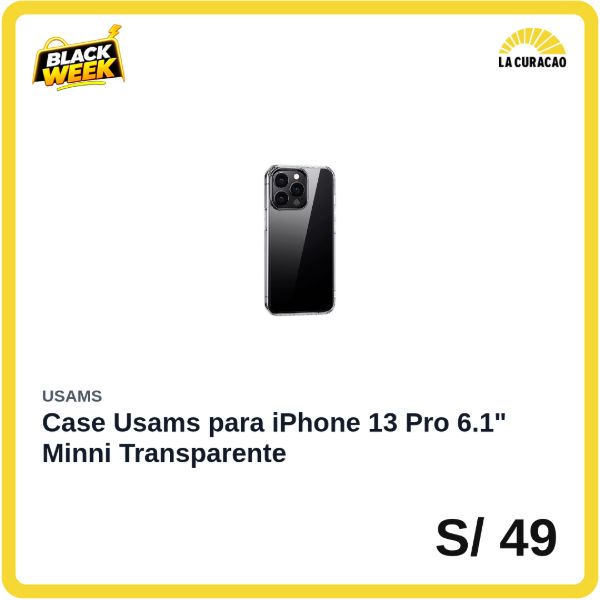 BLACK
WEEK
LA CURACAO
USAMS
Case Usams para iPhone 13 Pro 6.1"
Minni Transparente
S/ 49